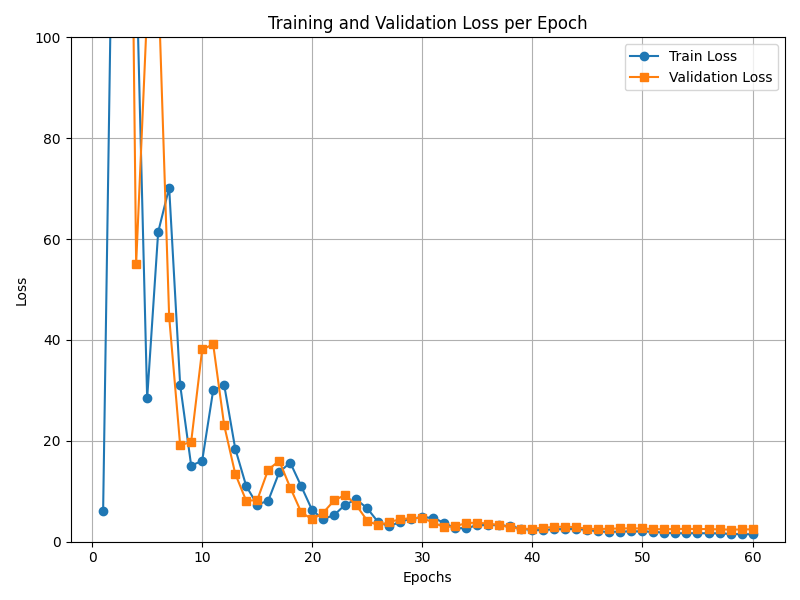 Training and Validation Loss per Epoch
Train Loss
Validation Loss
100
80
60
40
20
0
Loss
0 10 20 30 40 50 60
Epochs